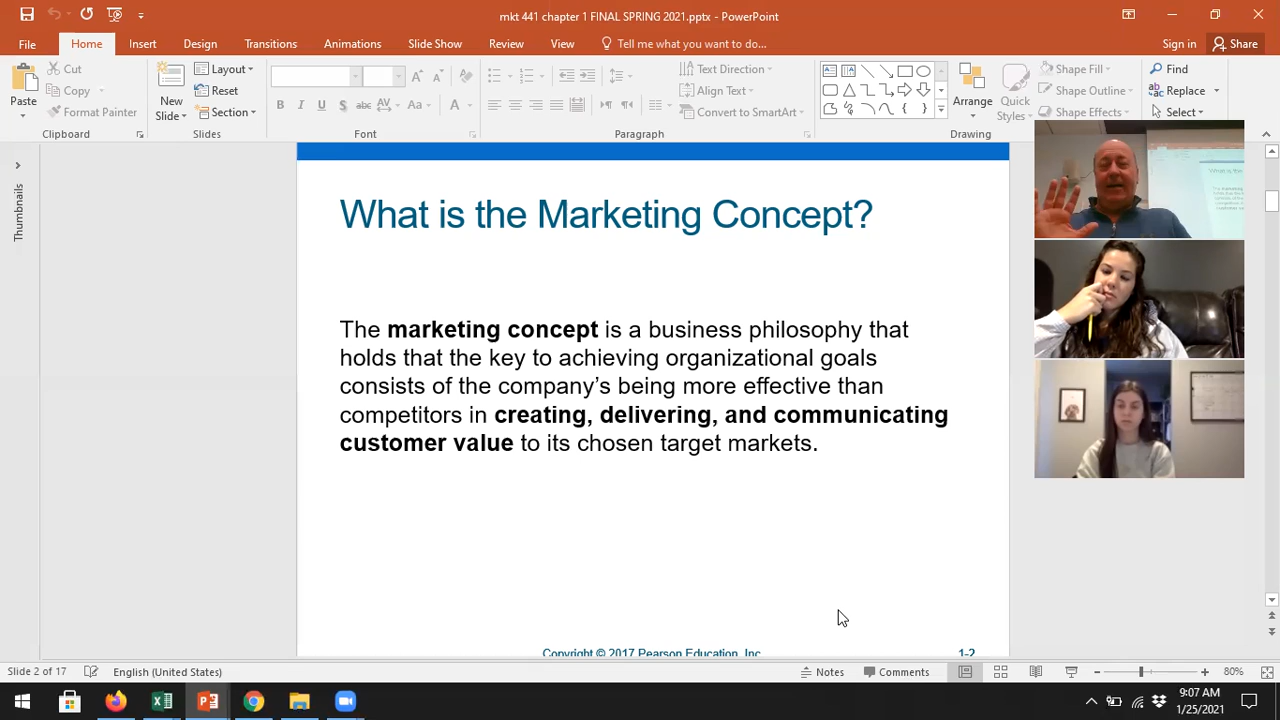 mkt 441 chapter 1 FINAL SPRING 2021.pptx - PowerPoint
File Home Insert Design Transitions Animations Slide Show Review View Tell me what you want to do... Sign in Share
Paste
Cut
Copy
Format Painter
Clipboard
New
Slide
Layout
Reset
Section
Slides
B I U S abc AV Aa A
Font
Text Direction
Align Text
Convert to SmartArt
Paragraph
Arrange
Quick
Styles
Shape Fill
Shape Outline
Shape Effects
Drawing
Find
Replace
Select
Thumbnails
What is the Marketing Concept?
The marketing concept is a business philosophy that
holds that the key to achieving organizational goals
consists of the company’s being more effective than
competitors in creating, delivering, and communicating
customer value to its chosen target markets.
Copyright © 2017 Pearson Education, Inc.
1-2
Slide 2 of 17 English (United States) Notes Comments 80%
9:07 AM
1/25/2021